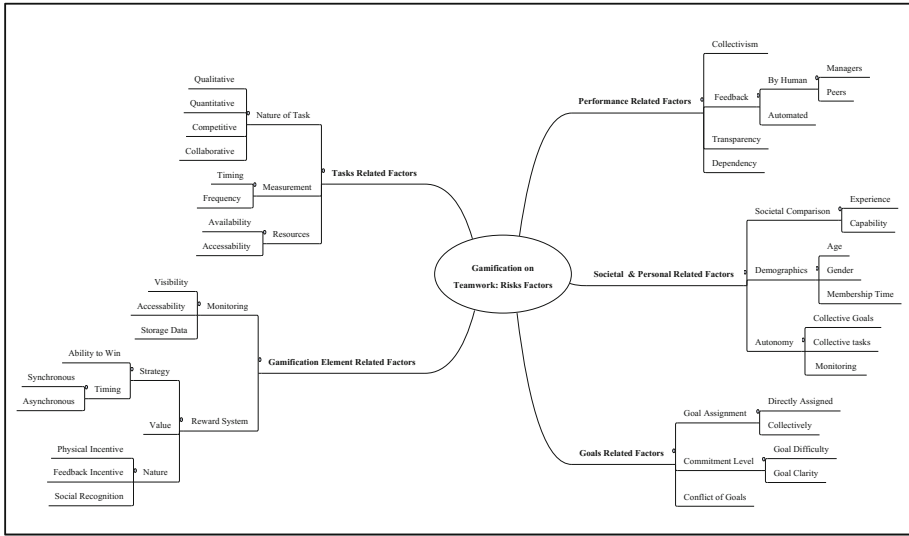 Gamification on
Teamwork: Risks Factors
Performance Related Factors
Collectivism
Feedback
By Human
Managers
Peers
Automated
Transparency
Dependency
Societal & Personal Related Factors
Societal Comparison
Experience
Capability
Demographics
Age
Gender
Membership Time
Autonomy
Collective Goals
Collective tasks
Monitoring
Goals Related Factors
Goal Assignment
Directly Assigned
Collectively
Commitment Level
Goal Difficulty
Goal Clarity
Conflict of Goals
Tasks Related Factors
Nature of Task
Qualitative
Quantitative
Competitive
Collaborative
Measurement
Timing
Frequency
Resources
Availability
Accessability
Gamification Element Related Factors
Monitoring
Visibility
Accessability
Storage Data
Reward System
Strategy
Ability to Win
Timing
Synchronous
Asynchronous
Value
Nature
Physical Incentive
Feedback Incentive
Social Recognition